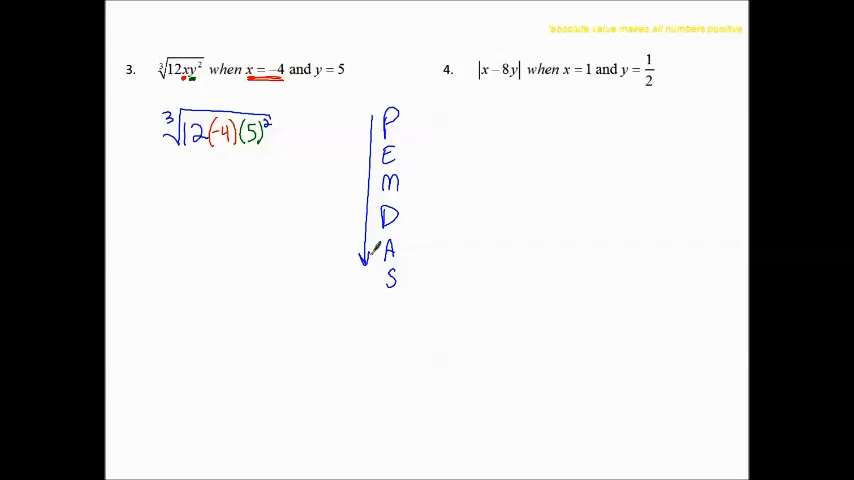 *absolute value makes all numbers positive
3. ∛(12xy²) when x = −4 and y = 5
4. |x − 8y| when x = 1 and y = 1/2
∛(12(-4)(5)²)
P
E
M
D
A
S